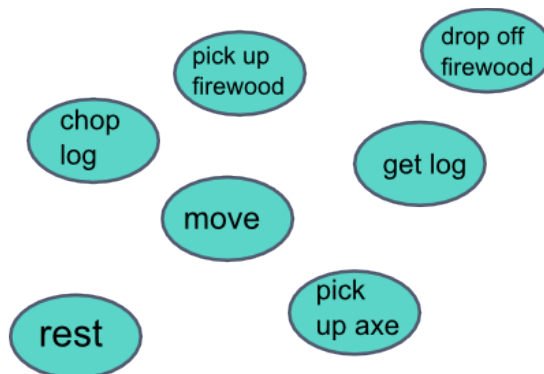 drop off
firewood
pick up
firewood
chop
log
get log
move
pick
up axe
rest